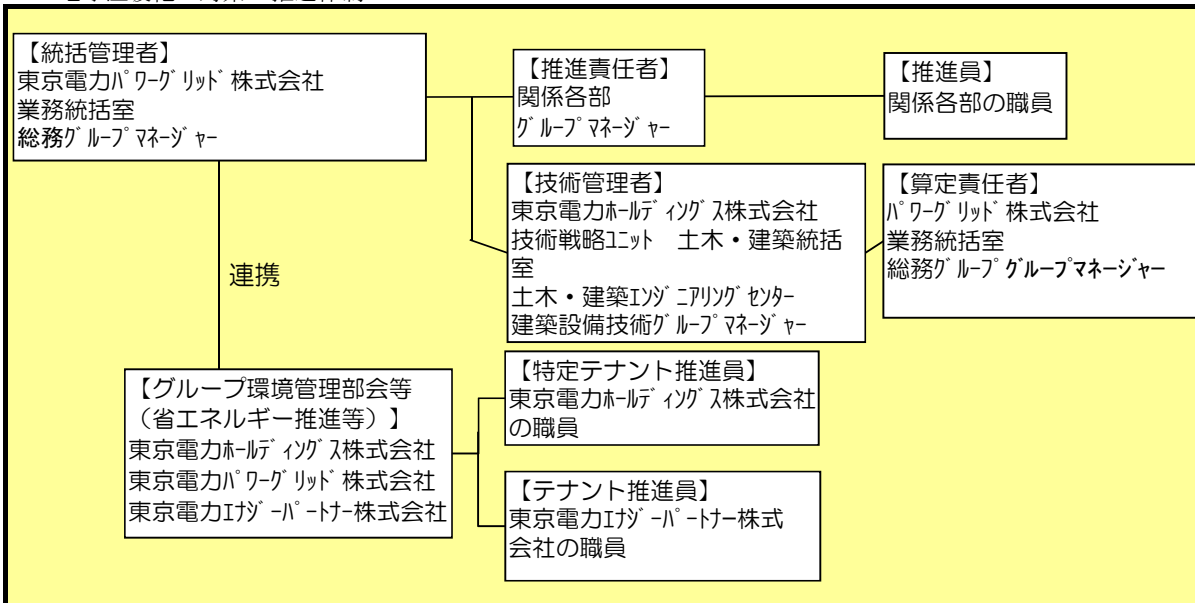 【統括管理者】
東京電力ﾊﾟﾜｰｸﾞﾘｯﾄﾞ株式会社
業務統括室
総務ｸﾞﾙｰﾌﾟﾏﾈｰｼﾞｬｰ
【推進責任者】
関係各部
ｸﾞﾙｰﾌﾟﾏﾈｰｼﾞｬｰ
【推進員】
関係各部の職員
【技術管理者】
東京電力ﾎｰﾙﾃﾞｨﾝｸﾞｽ株式会社
技術戦略ﾕﾆｯﾄ　土木・建築統括
室
土木・建築ｴﾝｼﾞﾆｱﾘﾝｸﾞｾﾝﾀｰ
建築設備技術ｸﾞﾙｰﾌﾟﾏﾈｰｼﾞｬｰ
【算定責任者】
ﾊﾟﾜｰｸﾞﾘｯﾄﾞ株式会社
業務統括室
総務ｸﾞﾙｰﾌﾟグループマネージャー
連携
【グループ環境管理部会等
（省エネルギー推進等）】
東京電力ﾎｰﾙﾃﾞｨﾝｸﾞｽ株式会社
東京電力ﾊﾟﾜｰｸﾞﾘｯﾄﾞ株式会社
東京電力ｴﾅｼﾞｰﾊﾟｰﾄﾅｰ株式会社
【特定テナント推進員】
東京電力ﾎｰﾙﾃﾞｨﾝｸﾞｽ株式会社
の職員
【テナント推進員】
東京電力ｴﾅｼﾞｰﾊﾟｰﾄﾅｰ株式
会社の職員